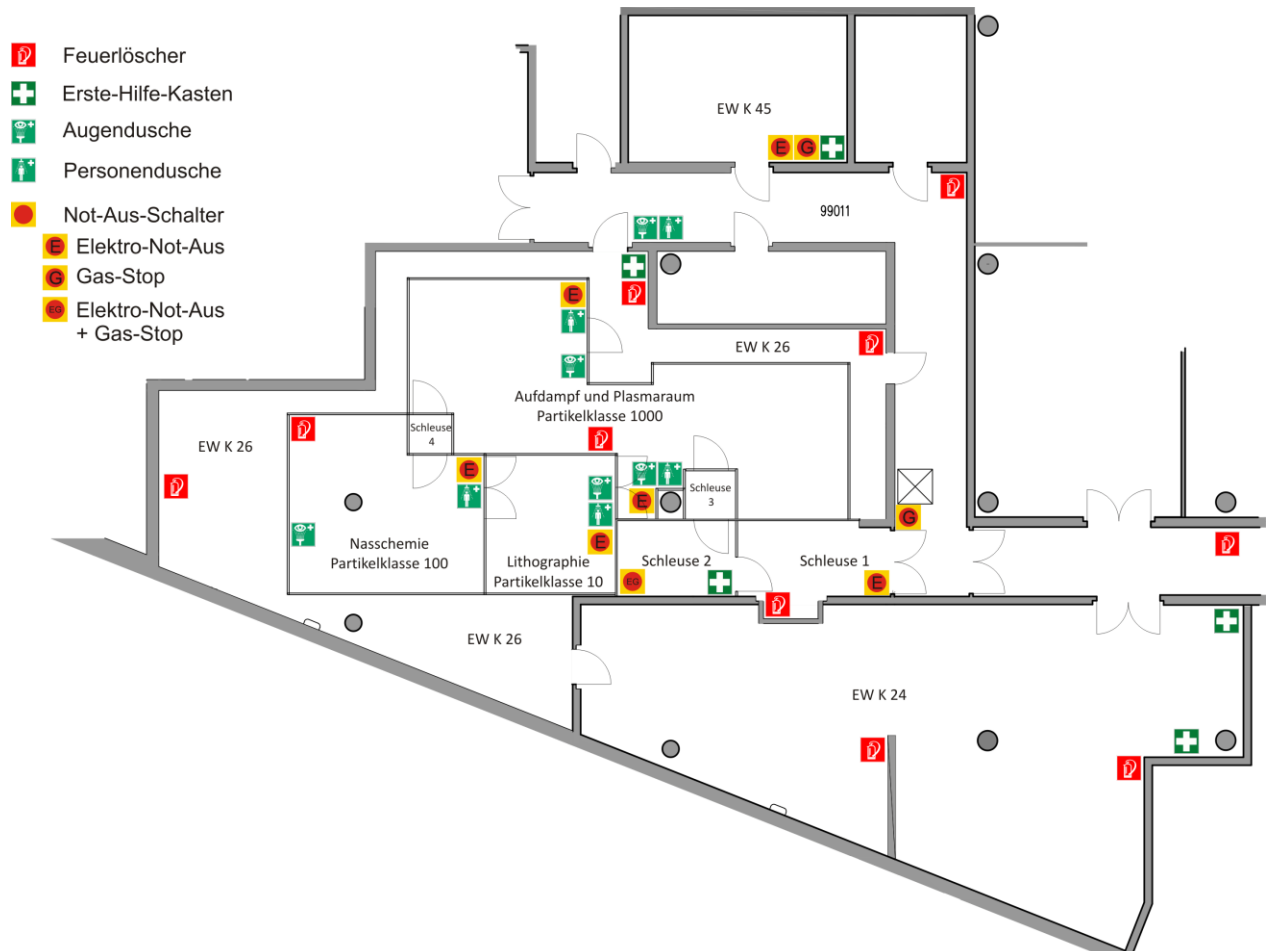 Feuerlöscher
Erste-Hilfe-Kasten
Augendusche
Personendusche
Not-Aus-Schalter
E Elektro-Not-Aus
G Gas-Stop
EG Elektro-Not-Aus
+ Gas-Stop
EW K 45
E G
99011
E
EW K 26
Aufdampf und Plasmaraum
Partikelklasse 1000
Schleuse
4
EW K 26
E
E
Schleuse
3
G
Nasschemie
Partikelklasse 100
E
Lithographie
Partikelklasse 10
Schleuse 2
EG
Schleuse 1
E
EW K 26
EW K 24